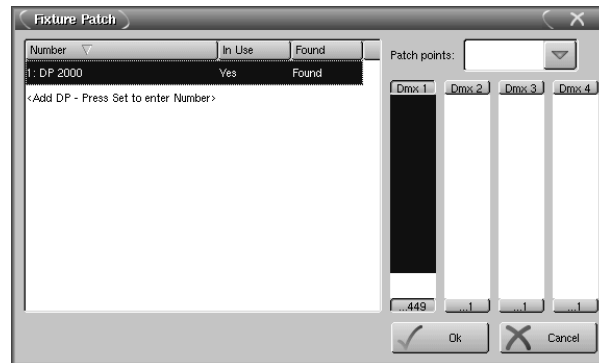 Fixture Patch
Number In Use Found
1: DP 2000 Yes Found
<Add DP - Press Set to enter Number>
Patch points:
Dmx 1 Dmx 2 Dmx 3 Dmx 4
...449 ...1 ...1 ...1
Ok Cancel